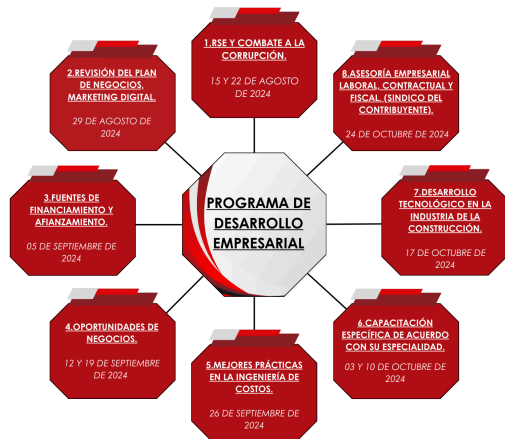 1.RSE Y COMBATE A LA
CORRUPCIÓN.
15 Y 22 DE AGOSTO
DE 2024
2.REVISIÓN DEL PLAN
DE NEGOCIOS,
MARKETING DIGITAL.
29 DE AGOSTO DE
2024
8.ASESORÍA EMPRESARIAL
LABORAL, CONTRACTUAL Y
FISCAL, (SINDICO DEL
CONTRIBUYENTE).
24 DE OCTUBRE DE 2024
3.FUENTES DE
FINANCIAMIENTO Y
AFIANZAMIENTO.
05 DE SEPTIEMBRE DE
2024
PROGRAMA DE
DESARROLLO
EMPRESARIAL
7.DESARROLLO
TECNOLÓGICO EN LA
INDUSTRIA DE LA
CONSTRUCCIÓN.
17 DE OCTUBRE DE
2024
4.OPORTUNIDADES DE
NEGOCIOS.
12 Y 19 DE SEPTIEMBRE
DE 2024
5.MEJORES PRÁCTICAS
EN LA INGENIERÍA DE
COSTOS.
26 DE SEPTIEMBRE DE
2024
6.CAPACITACIÓN
ESPECÍFICA DE ACUERDO
CON SU ESPECIALIDAD.
03 Y 10 DE OCTUBRE DE
2024